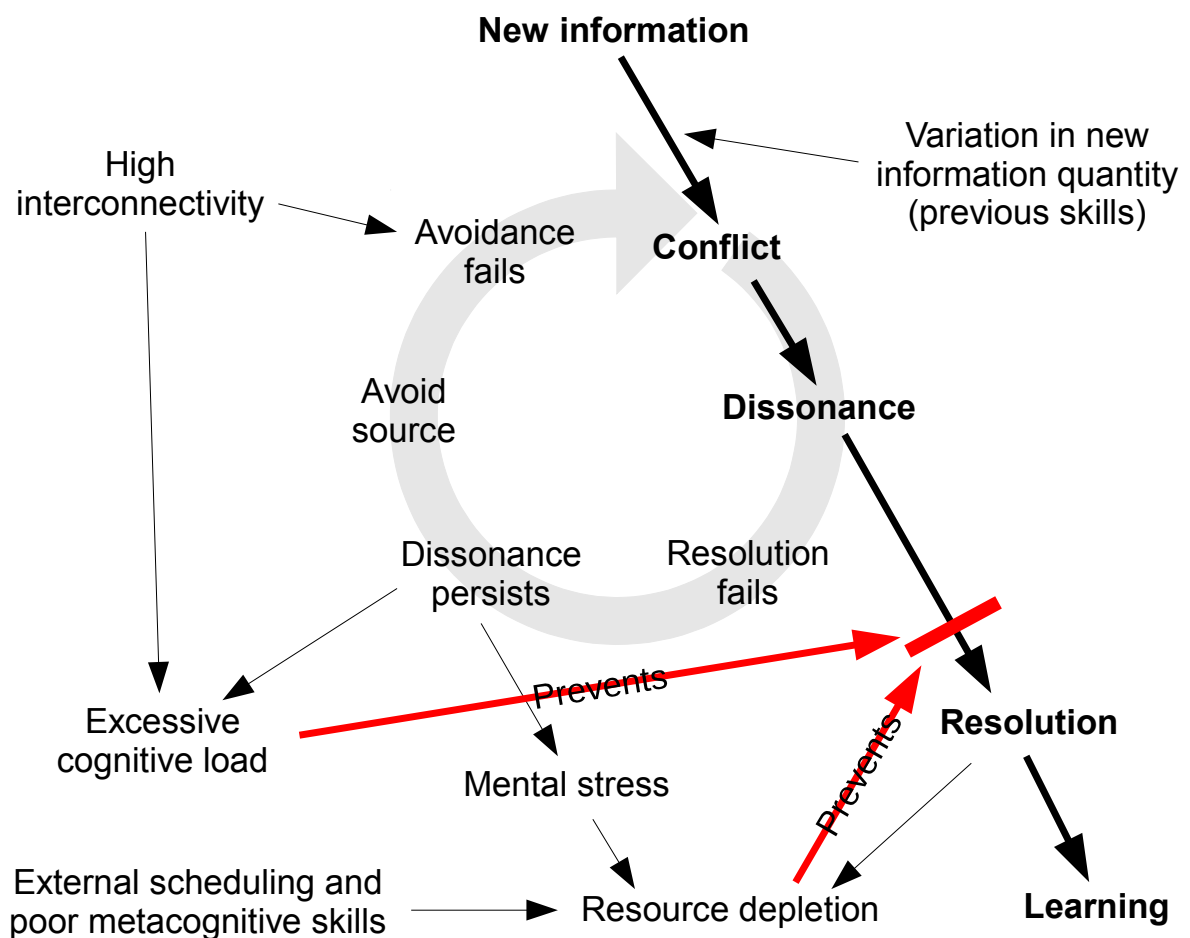 New information
Variation in new
information quantity
(previous skills)
High
interconnectivity
Avoidance
fails
Conflict
Avoid
source
Dissonance
Dissonance
persists
Resolution
fails
Prevents
Excessive
cognitive load
Resolution
Mental stress
Prevents
External scheduling and
poor metacognitive skills
Resource depletion
Learning